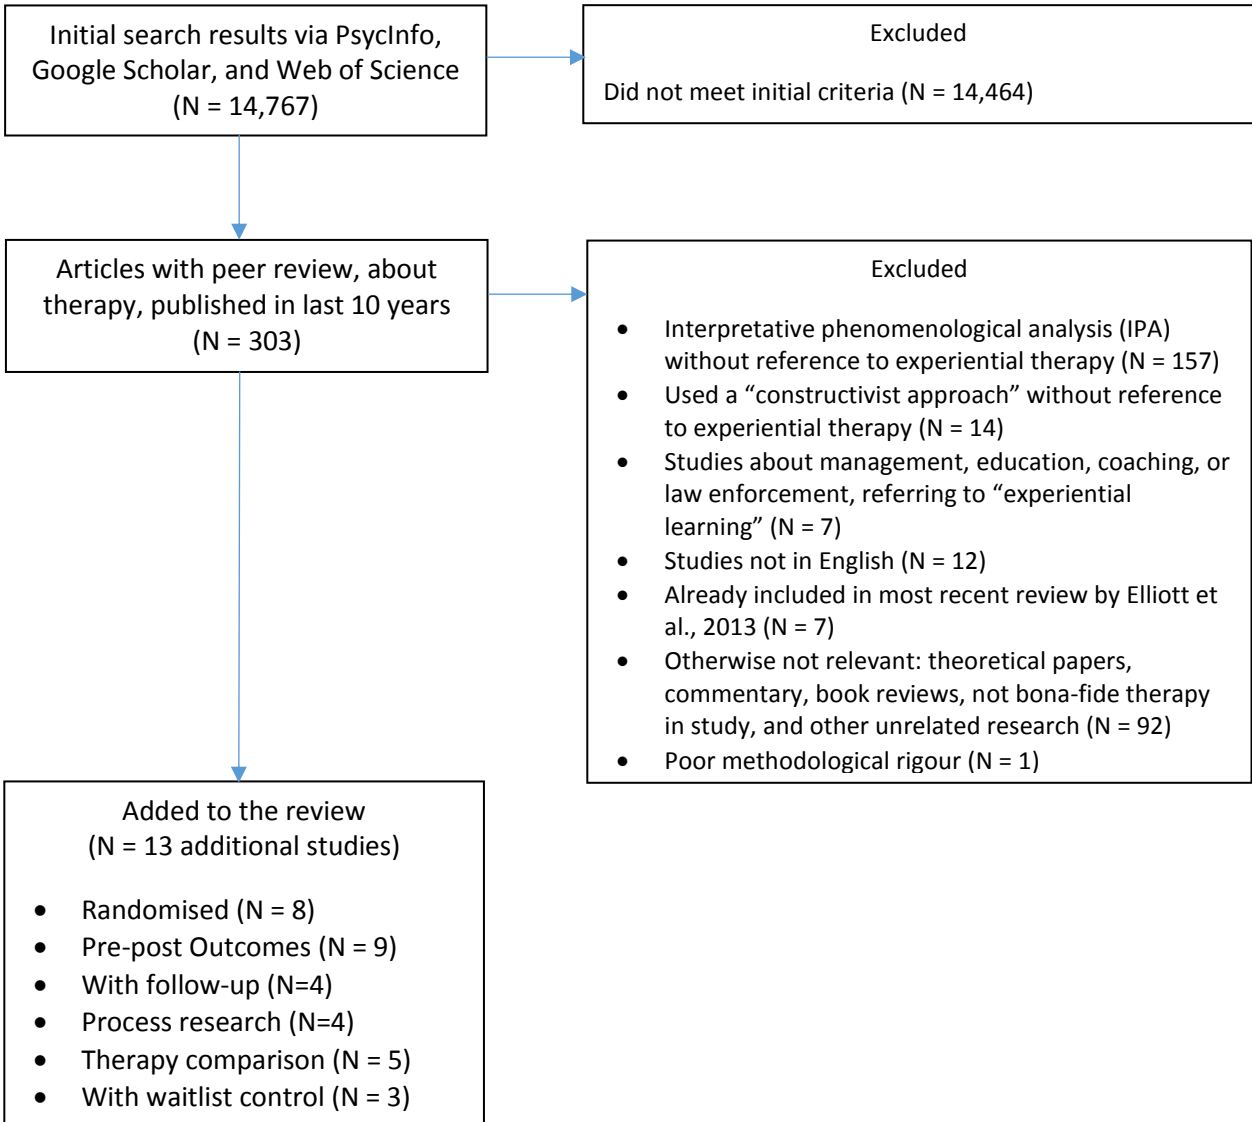 Initial search results via PsycInfo,
Google Scholar, and Web of Science
(N = 14,767)
Excluded
Did not meet initial criteria (N = 14,464)
Articles with peer review, about
therapy, published in last 10 years
(N = 303)
Excluded
• Interpretative phenomenological analysis (IPA)
without reference to experiential therapy (N = 157)
• Used a “constructivist approach” without reference
to experiential therapy (N = 14)
• Studies about management, education, coaching, or
law enforcement, referring to “experiential
learning” (N = 7)
• Studies not in English (N = 12)
• Already included in most recent review by Elliott et
al., 2013 (N = 7)
• Otherwise not relevant: theoretical papers,
commentary, book reviews, not bona-fide therapy
in study, and other unrelated research (N = 92)
• Poor methodological rigour (N = 1)
Added to the review
(N = 13 additional studies)
• Randomised (N = 8)
• Pre-post Outcomes (N = 9)
• With follow-up (N=4)
• Process research (N=4)
• Therapy comparison (N = 5)
• With waitlist control (N = 3)